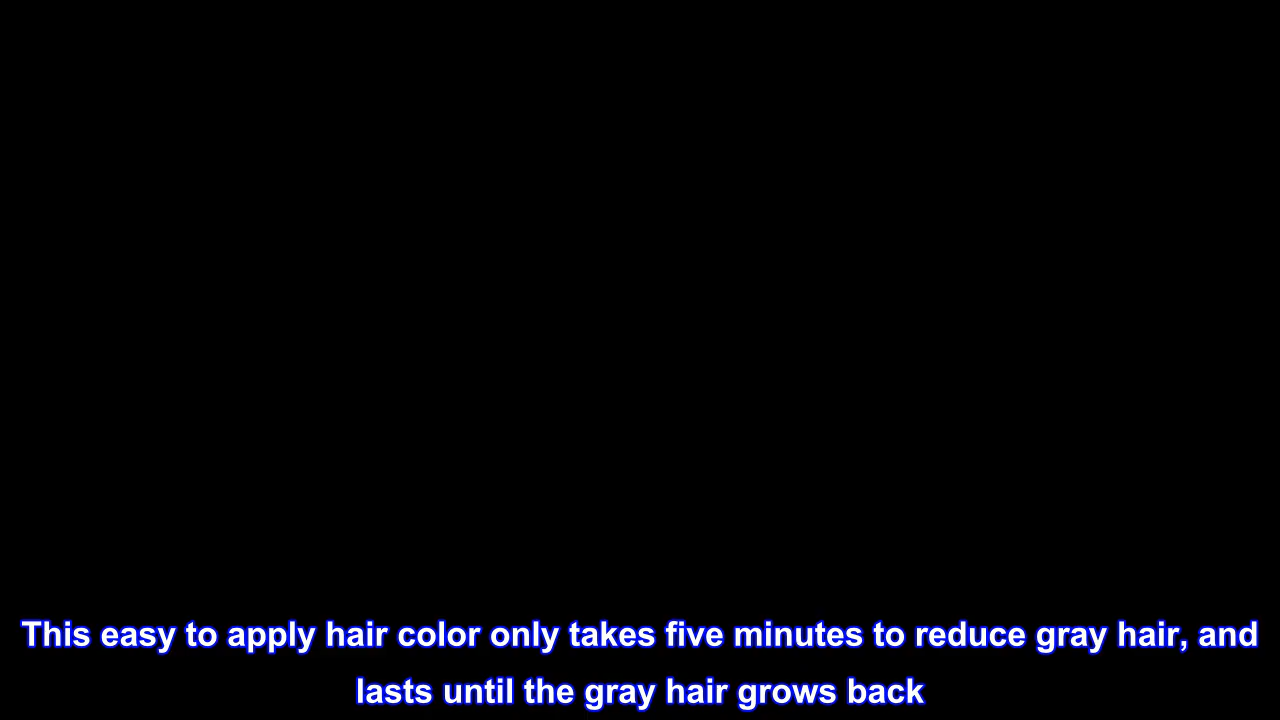 This easy to apply hair color only takes five minutes to reduce gray hair, and
lasts until the gray hair grows back